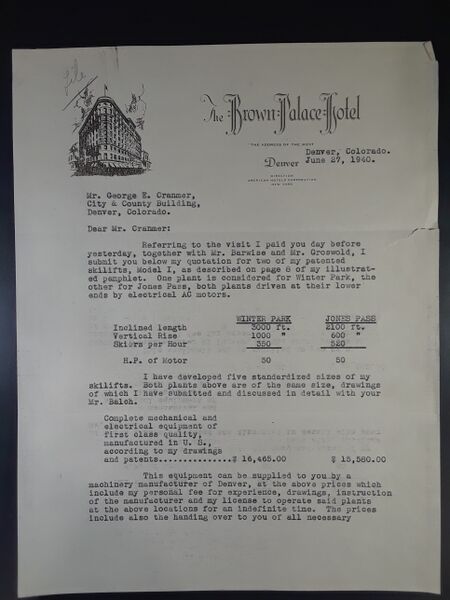 File
The Brown Palace Hotel
"THE ADDRESS OF THE WEST"
Denver
DIRECTION
AMERICAN HOTELS CORPORATION
NEW YORK
Denver, Colorado.
June 27, 1940.
Mr. George E. Cranmer,
City & County Building,
Denver, Colorado.
Dear Mr. Cranmer:
Referring to the visit I paid you day before
yesterday, together with Mr. Barwise and Mr. Groswold, I
submit you below my quotation for two of my patented
skilifts, Model I, as described on page 8 of my illustrat-
ed pamphlet. One plant is considered for Winter Park, the
other for Jones Pass, both plants driven at their lower
ends by electrical AC motors.
WINTER PARK JONES PASS
Inclined length 3000 ft. 2100 ft.
Vertical Rise 1000 " 600 "
Skiers per Hour 350 520
H.P. of Motor 50 50
I have developed five standardized sizes of my
skilifts. Both plants above are of the same size, drawings
of which I have submitted and discussed in detail with your
Mr. Balch.
Complete mechanical and
electrical equipment of
first class quality,
manufactured in U. S.,
according to my drawings
and patents...............$ 16,465.00 $ 15,580.00
This equipment can be supplied to you by a
machinery manufacturer of Denver, at the above prices which
include my personal fee for experience, drawings, instruction
of the manufacturer and my license to operate said plants
at the above locations for an indefinite time. The prices
include also the handing over to you of all necessary